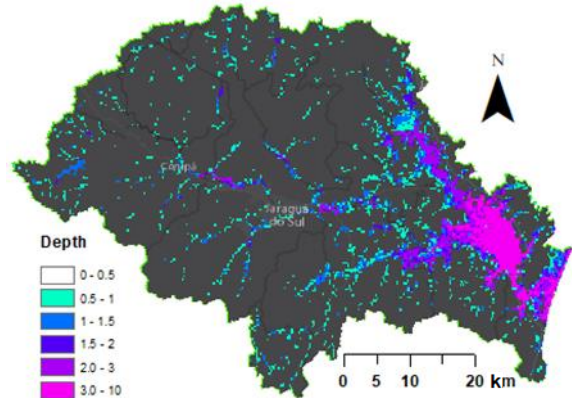 N
Corupá
Jaraguá
do Sul
Depth
0 - 0.5
0.5 - 1
1 - 1.5
1.5 - 2
2.0 - 3
3.0 - 10
0 5 10 20 km